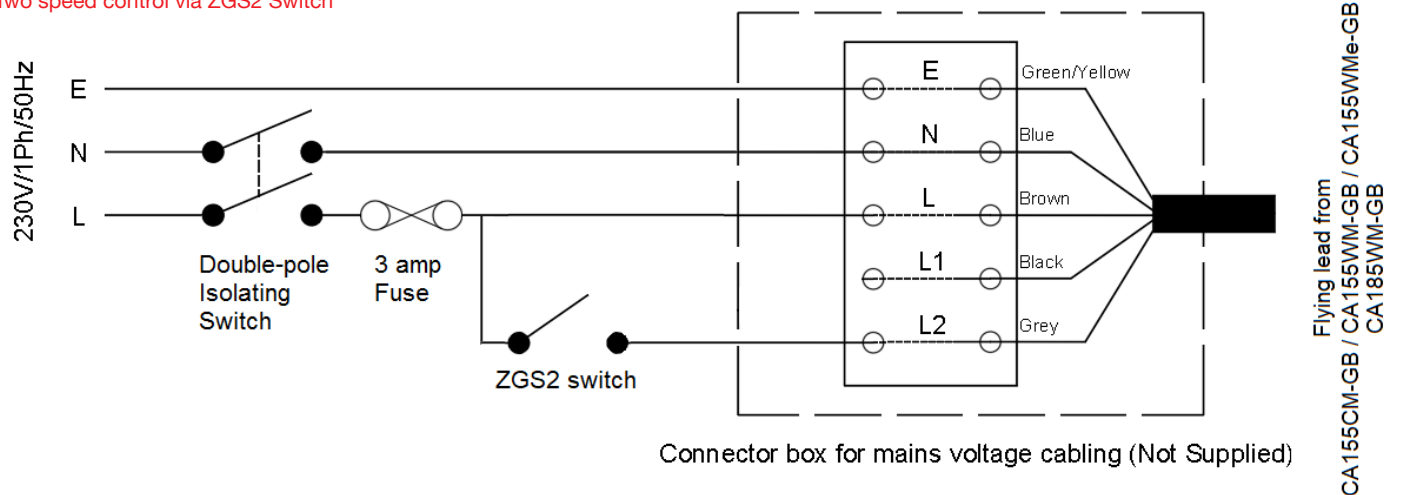 Two speed control via ZGS2 Switch
230V/1Ph/50Hz
E
N
L
Double-pole
Isolating
Switch
3 amp
Fuse
ZGS2 switch
E
N
L
L1
L2
Green/Yellow
Blue
Brown
Black
Grey
Connector box for mains voltage cabling (Not Supplied)
Flying lead from
CA155CM-GB / CA155WM-GB / CA155WMe-GB
CA185WM-GB